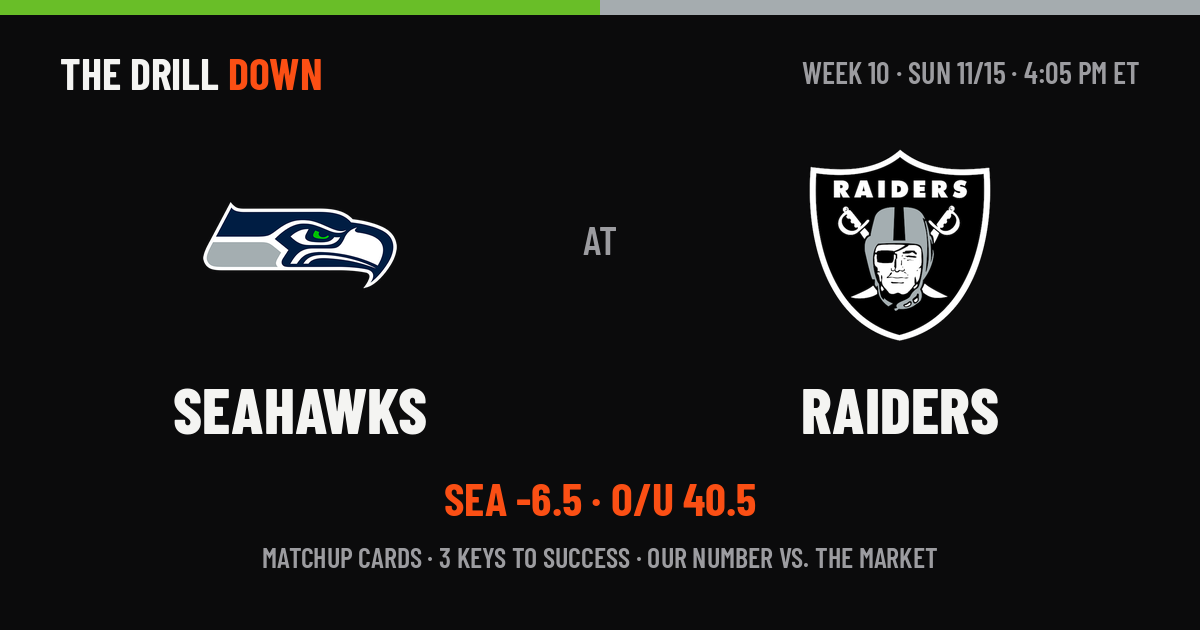 THE DRILL DOWN
WEEK 10 · SUN 11/15 · 4:05 PM ET
RAIDERS
AT
SEAHAWKS
RAIDERS
SEA -6.5 · O/U 40.5
MATCHUP CARDS · 3 KEYS TO SUCCESS · OUR NUMBER VS. THE MARKET